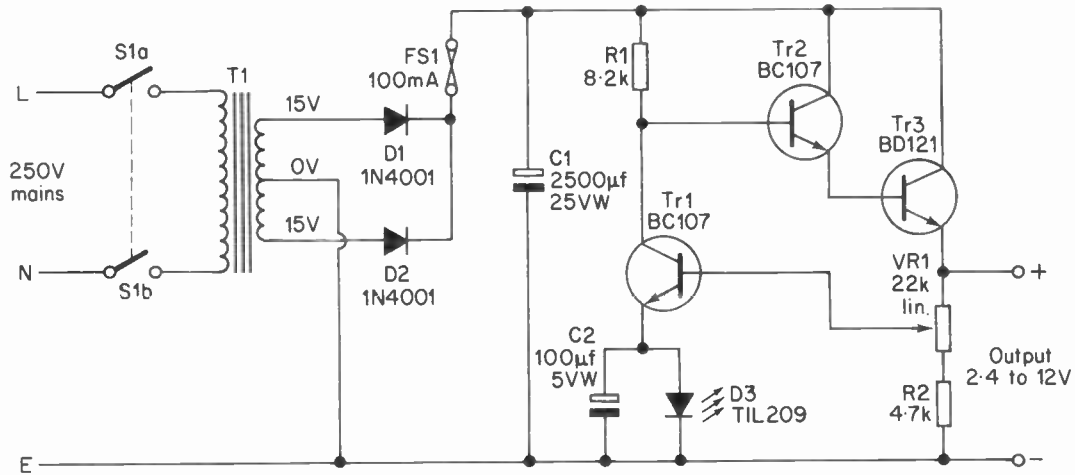 S1a
L
250V
mains
N
S1b
T1
15V
0V
15V
D1
1N4001
D2
1N4001
FS1
100mA
C1
2500µf
25VW
R1
8·2k
Tr2
BC107
Tr3
BD121
Tr1
BC107
VR1
22k
lin.
+
C2
100µf
5VW
D3
TIL209
Output
2·4 to 12V
R2
4·7k
E
−